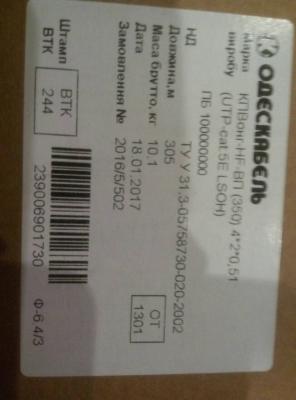 ОДЕСКАБЕЛЬ
Марка виробу КПВонг-HF-ВП (350) 4*2*0,51
(UTP-cat.5E LSOH)
ПБ 100000000
НД ТУ У 31.3-05758730-020-2002
Довжина,м 305
Маса брутто, кг 10,1
Дата 18.01.2017
Замовлення № 2016/5/502
ОТ 1301
Штамп ВТК
ВТК 244
239006901730
Ф-6 4/3